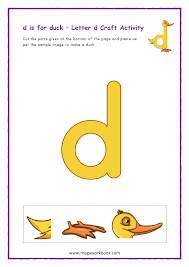 d is for duck - Letter d Craft Activity
Cut the parts given at the bottom of the page and paste as
per the sample image to make a duck.
d
www.megaworkbook.com